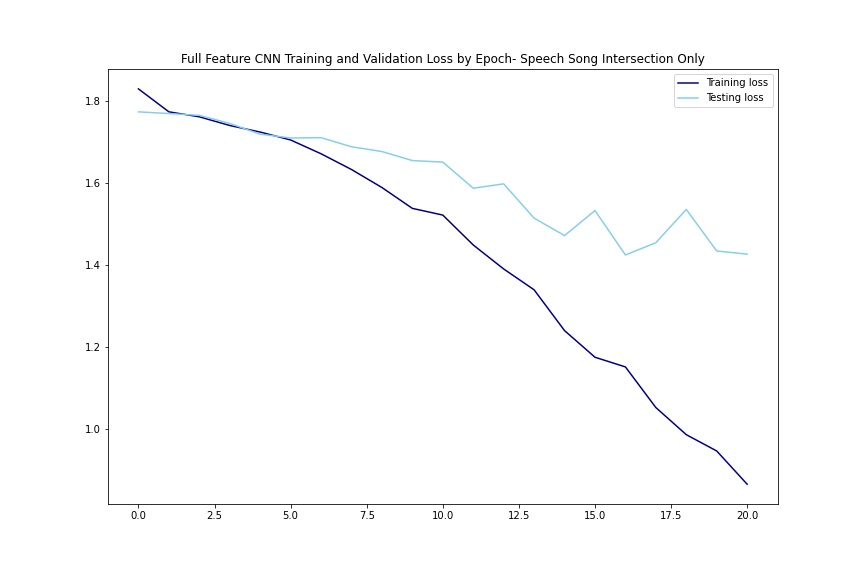 Full Feature CNN Training and Validation Loss by Epoch- Speech Song Intersection Only
Training loss
Testing loss
1.8
1.6
1.4
1.2
1.0
0.0 2.5 5.0 7.5 10.0 12.5 15.0 17.5 20.0